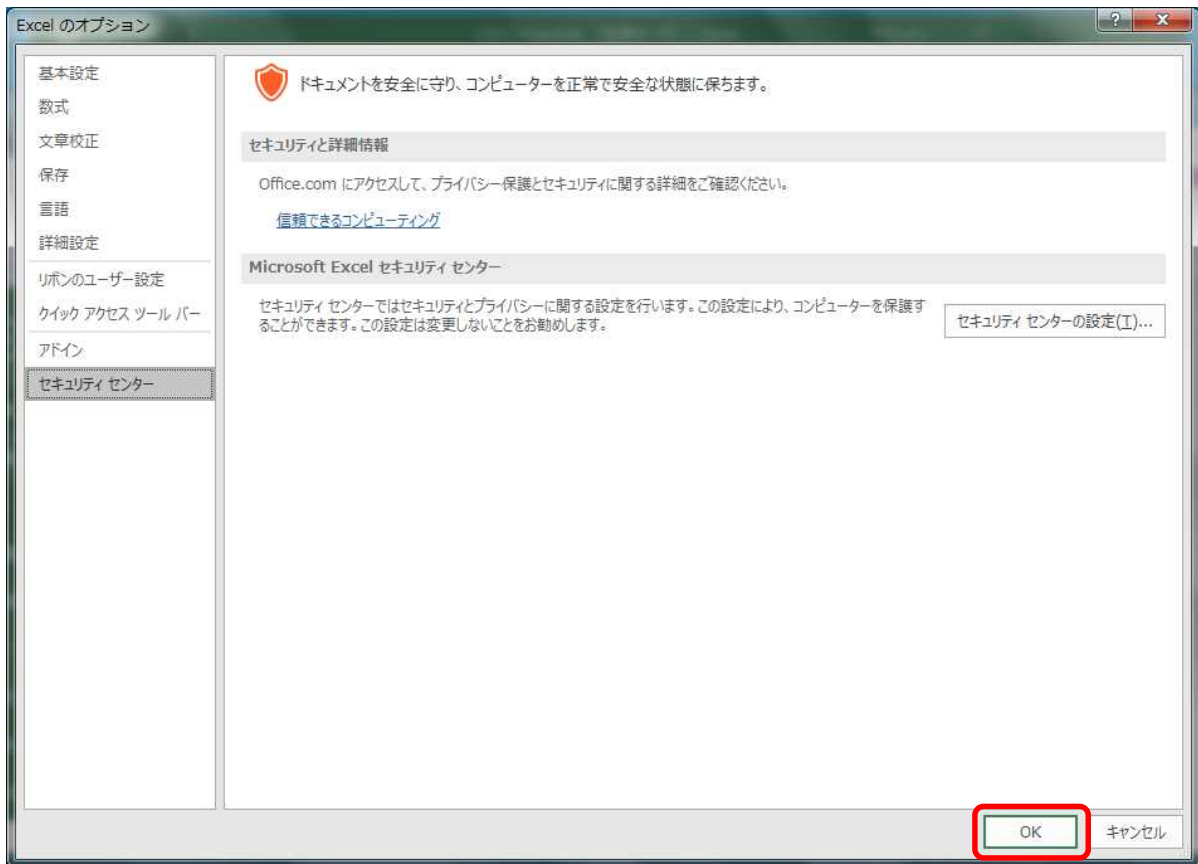 Excel のオプション
基本設定
数式
文章校正
保存
言語
詳細設定
リボンのユーザー設定
クイック アクセス ツール バー
アドイン
セキュリティ センター
ドキュメントを安全に守り、コンピューターを正常で安全な状態に保ちます。
セキュリティと詳細情報
Office.com にアクセスして、プライバシー保護とセキュリティに関する詳細をご確認ください。
信頼できるコンピューティング
Microsoft Excel セキュリティ センター
セキュリティ センターではセキュリティとプライバシーに関する設定を行います。この設定により、コンピューターを保護す
ることができます。この設定は変更しないことをお勧めします。
セキュリティ センターの設定(T)...
OK
キャンセル